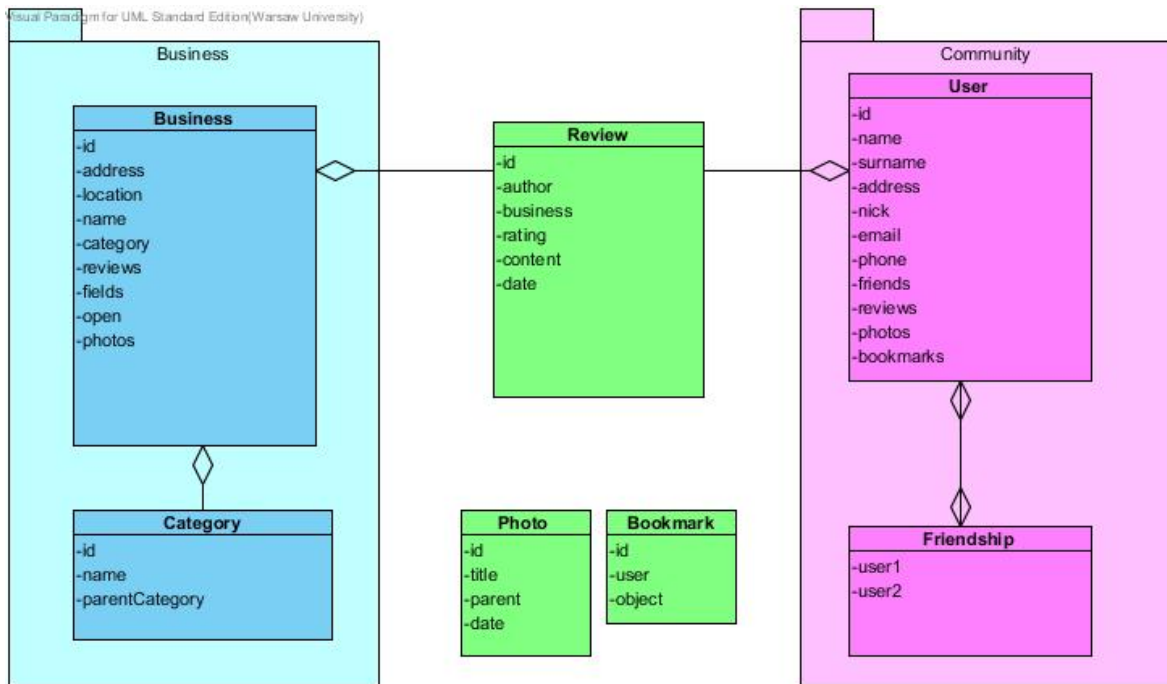 Visual Paradigm for UML Standard Edition(Warsaw University)
Business
Business
-id
-address
-location
-name
-category
-reviews
-fields
-open
-photos
Category
-id
-name
-parentCategory
Review
-id
-author
-business
-rating
-content
-date
Photo
-id
-title
-parent
-date
Bookmark
-id
-user
-object
Community
User
-id
-name
-surname
-address
-nick
-email
-phone
-friends
-reviews
-photos
-bookmarks
Friendship
-user1
-user2